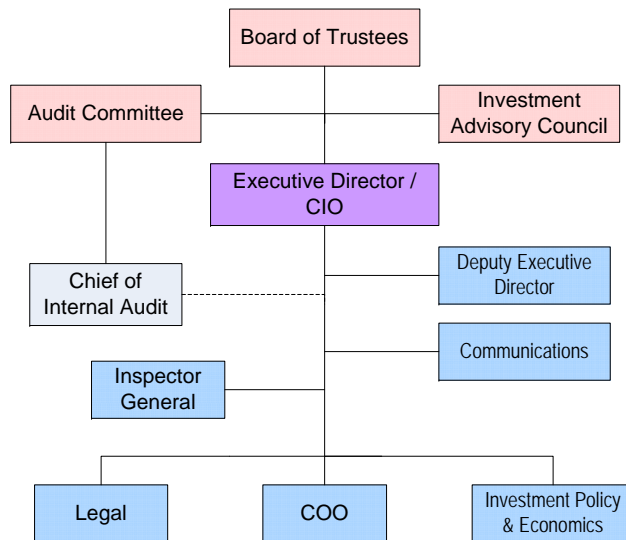 Board of Trustees
Audit Committee
Investment
Advisory Council
Executive Director /
CIO
Deputy Executive
Director
Chief of
Internal Audit
Communications
Inspector
General
Legal
COO
Investment Policy
& Economics